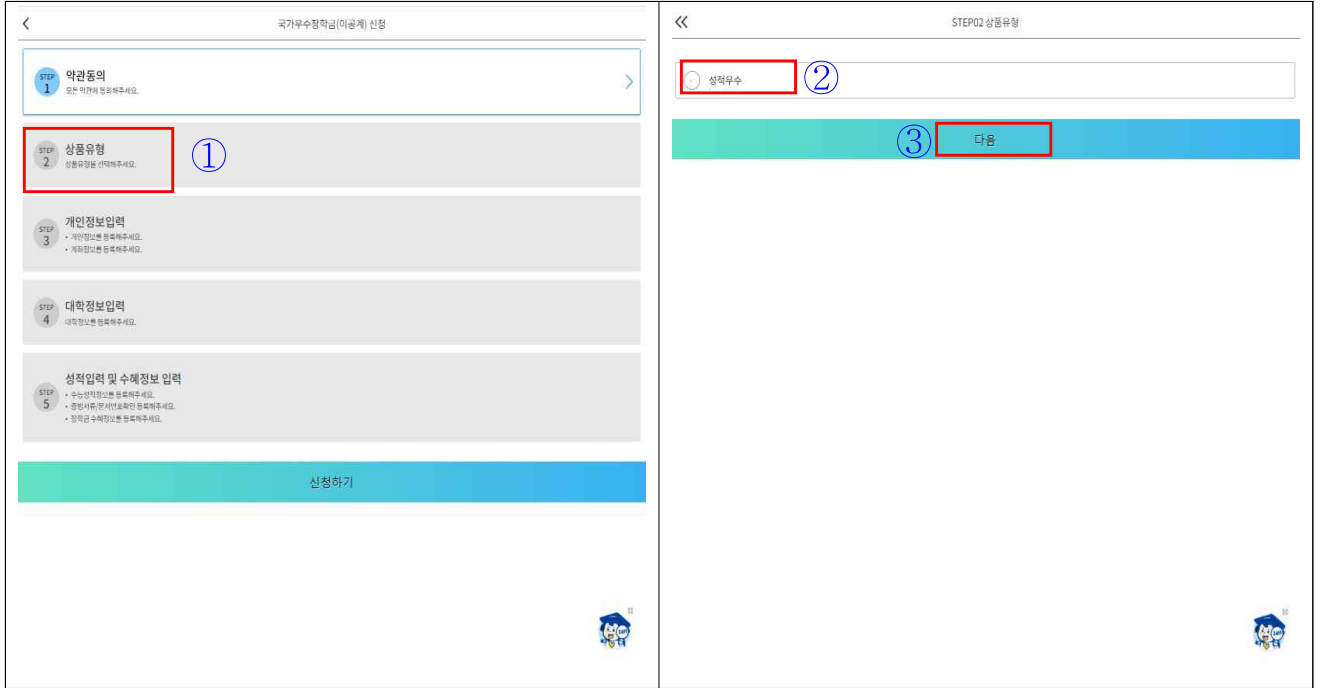 국가우수장학금(이공계) 신청
STEP 1
약관동의
모든 약관에 동의해주세요.
STEP 2
상품유형
상품유형을 선택해주세요.
①
STEP 3
개인정보입력
• 개인정보를 등록해주세요.
• 계좌정보를 등록해주세요.
STEP 4
대학정보입력
대학정보를 등록해주세요.
STEP 5
성적입력 및 수혜정보 입력
• 수능성적정보를 등록해주세요.
• 증빙서류/문서번호확인 등록해주세요.
• 장학금 수혜정보를 등록해주세요.
신청하기
STEP02 상품유형
성적우수
②
③
다음